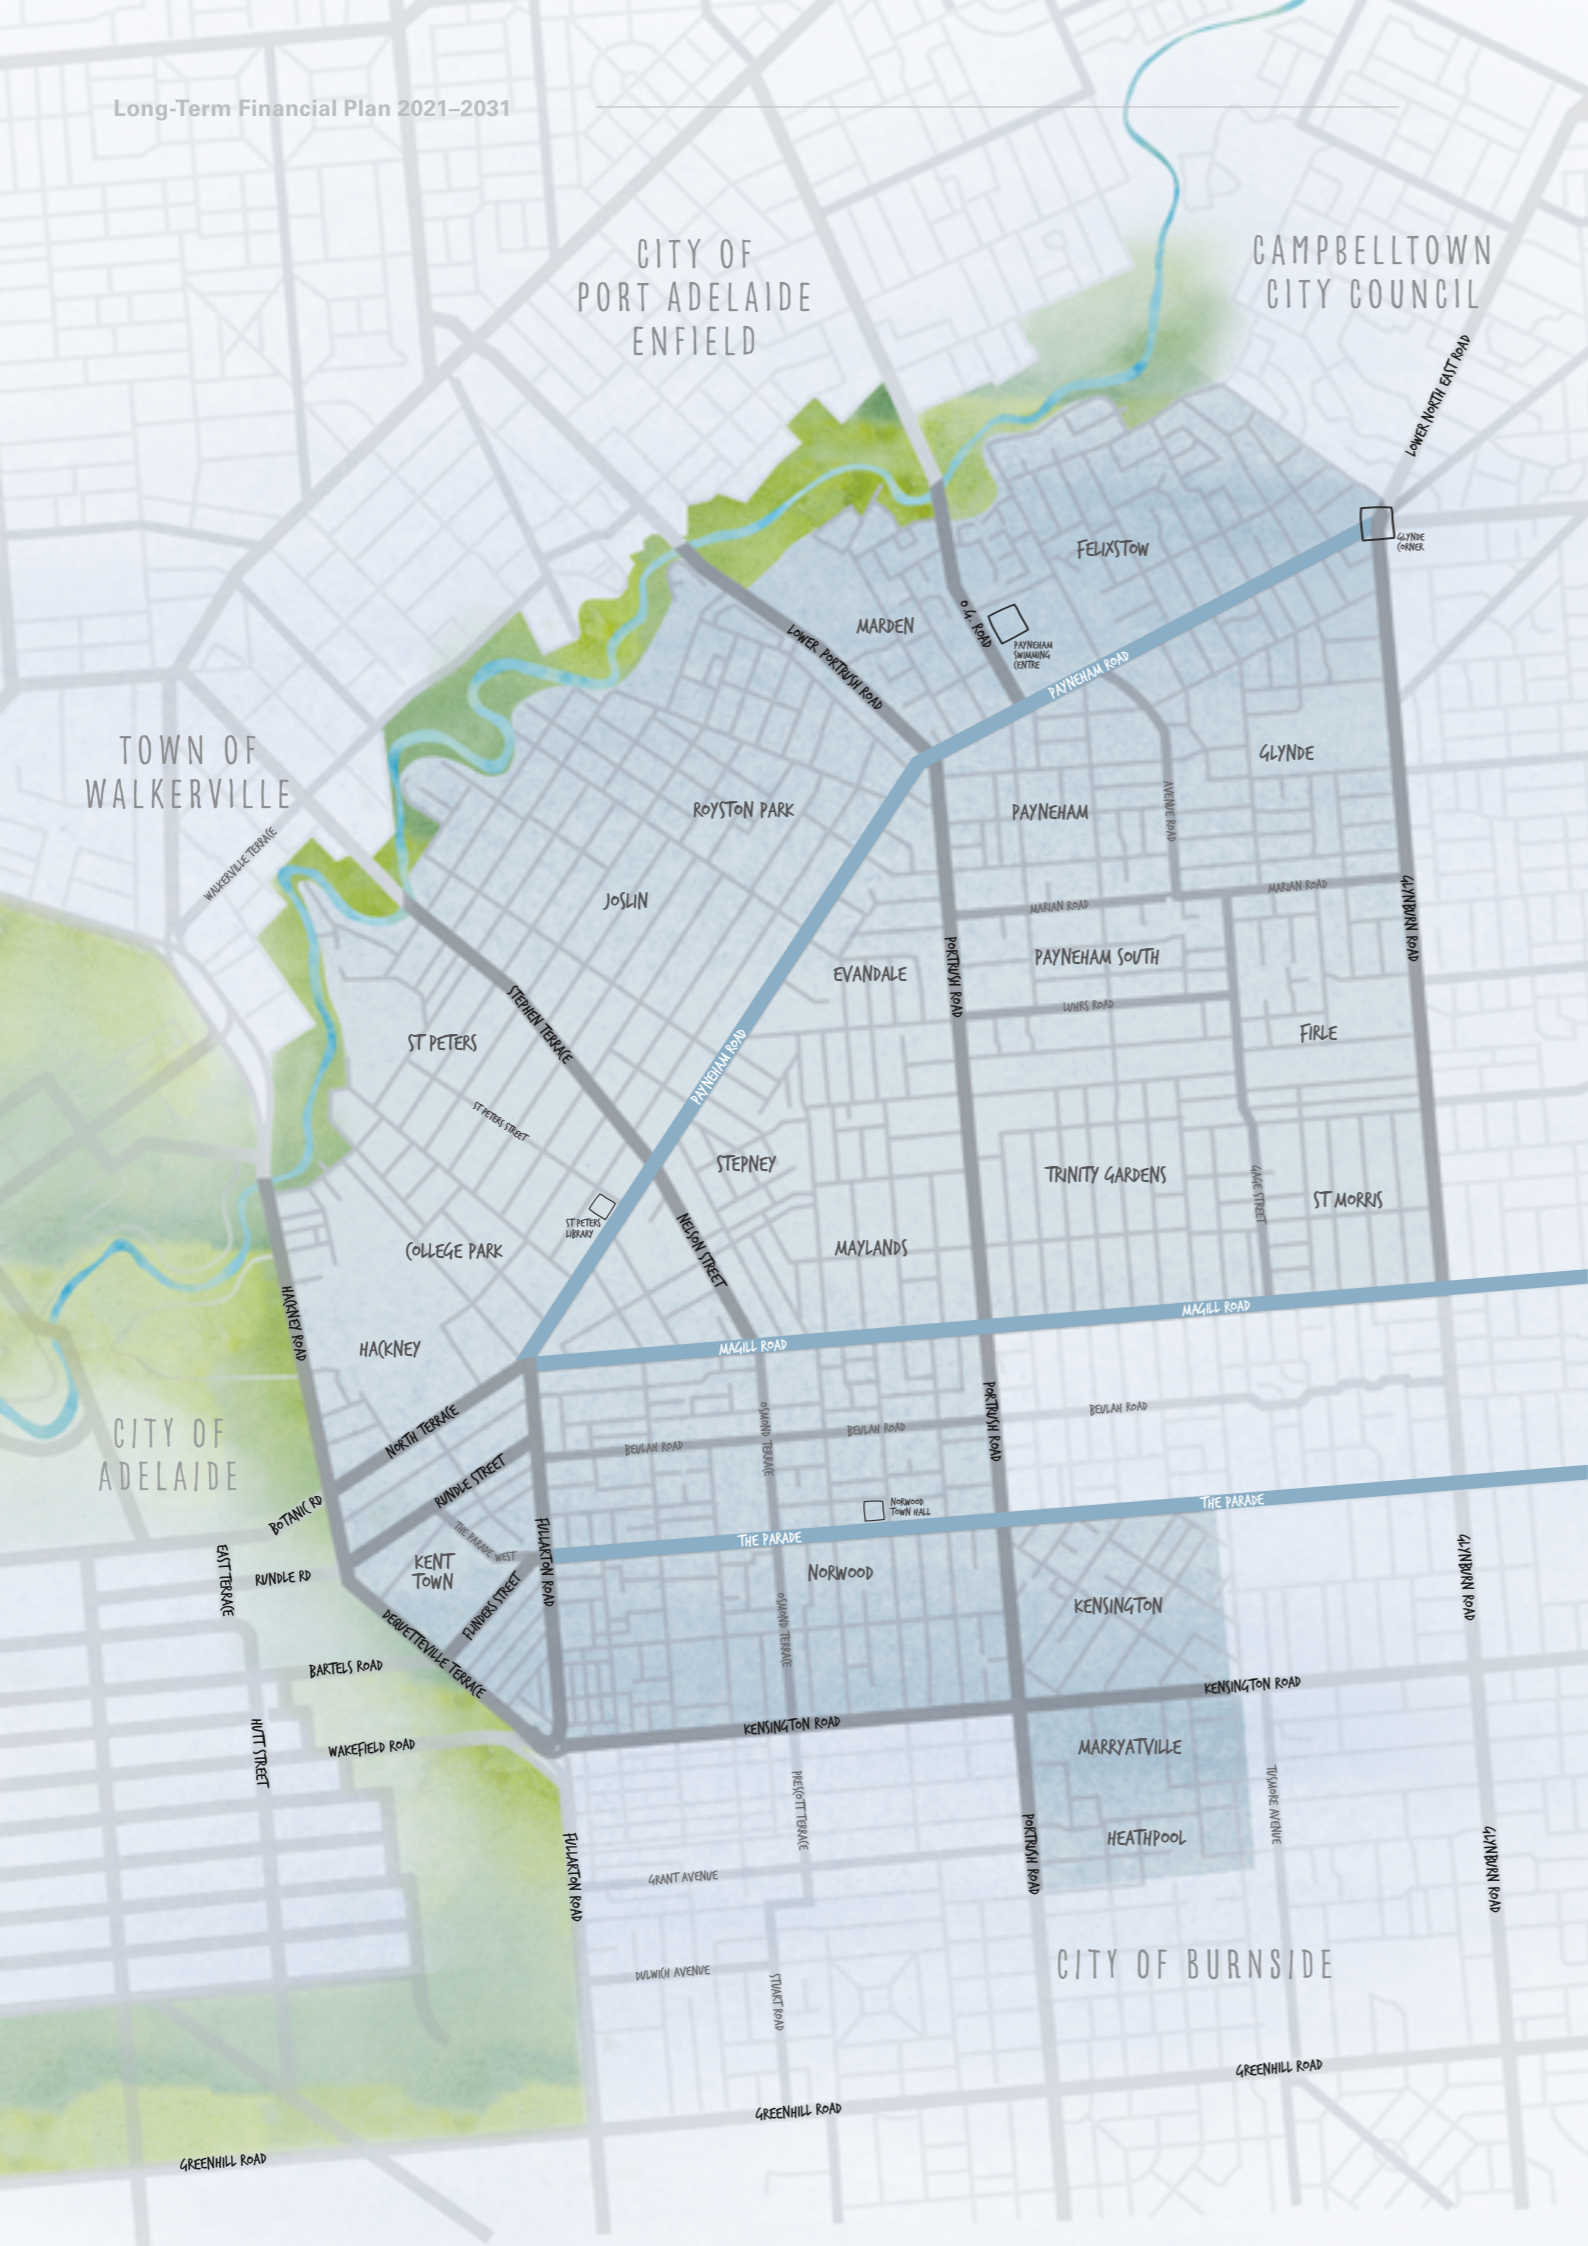 Long-Term Financial Plan 2021–2031
CITY OF
PORT ADELAIDE
ENFIELD
CAMPBELLTOWN
CITY COUNCIL
LOWER NORTH EAST ROAD
GLYNDE
CORNER
FELIXSTOW
MARDEN
O.G. ROAD
PAYNEHAM
SWIMMING
CENTRE
LOWER PORTRUSH ROAD
PAYNEHAM ROAD
TOWN OF
WALKERVILLE
GLYNDE
ROYSTON PARK
PAYNEHAM
AVENUE ROAD
WALKERVILLE TERRACE
JOSLIN
MARIAN ROAD
MARIAN ROAD
GLYNBURN ROAD
EVANDALE
PORTRUSH ROAD
PAYNEHAM SOUTH
LUHRS ROAD
STEPHEN TERRACE
ST PETERS
FIRLE
PAYNEHAM ROAD
ST PETERS STREET
STEPNEY
TRINITY GARDENS
GAGE STREET
ST MORRIS
ST PETERS
LIBRARY
NELSON STREET
COLLEGE PARK
MAYLANDS
HACKNEY ROAD
MAGILL ROAD
MAGILL ROAD
HACKNEY
CITY OF
ADELAIDE
NORTH TERRACE
OSMOND TERRACE
BEULAH ROAD
BEULAH ROAD
BEULAH ROAD
PORTRUSH ROAD
RUNDLE STREET
BOTANIC RD
NORWOOD
TOWN HALL
THE PARADE
THE PARADE
THE PARADE WEST
FULLARTON ROAD
EAST TERRACE
RUNDLE RD
KENT
TOWN
FLINDERS STREET
NORWOOD
OSMOND TERRACE
KENSINGTON
GLYNBURN ROAD
DEQUETTEVILLE TERRACE
BARTELS ROAD
KENSINGTON ROAD
KENSINGTON ROAD
HUTT STREET
WAKEFIELD ROAD
MARRYATVILLE
PRESCOTT TERRACE
TUSMORE AVENUE
HEATHPOOL
PORTRUSH ROAD
FULLARTON ROAD
GLYNBURN ROAD
GRANT AVENUE
DULWICH AVENUE
STUART ROAD
CITY OF BURNSIDE
GREENHILL ROAD
GREENHILL ROAD
GREENHILL ROAD